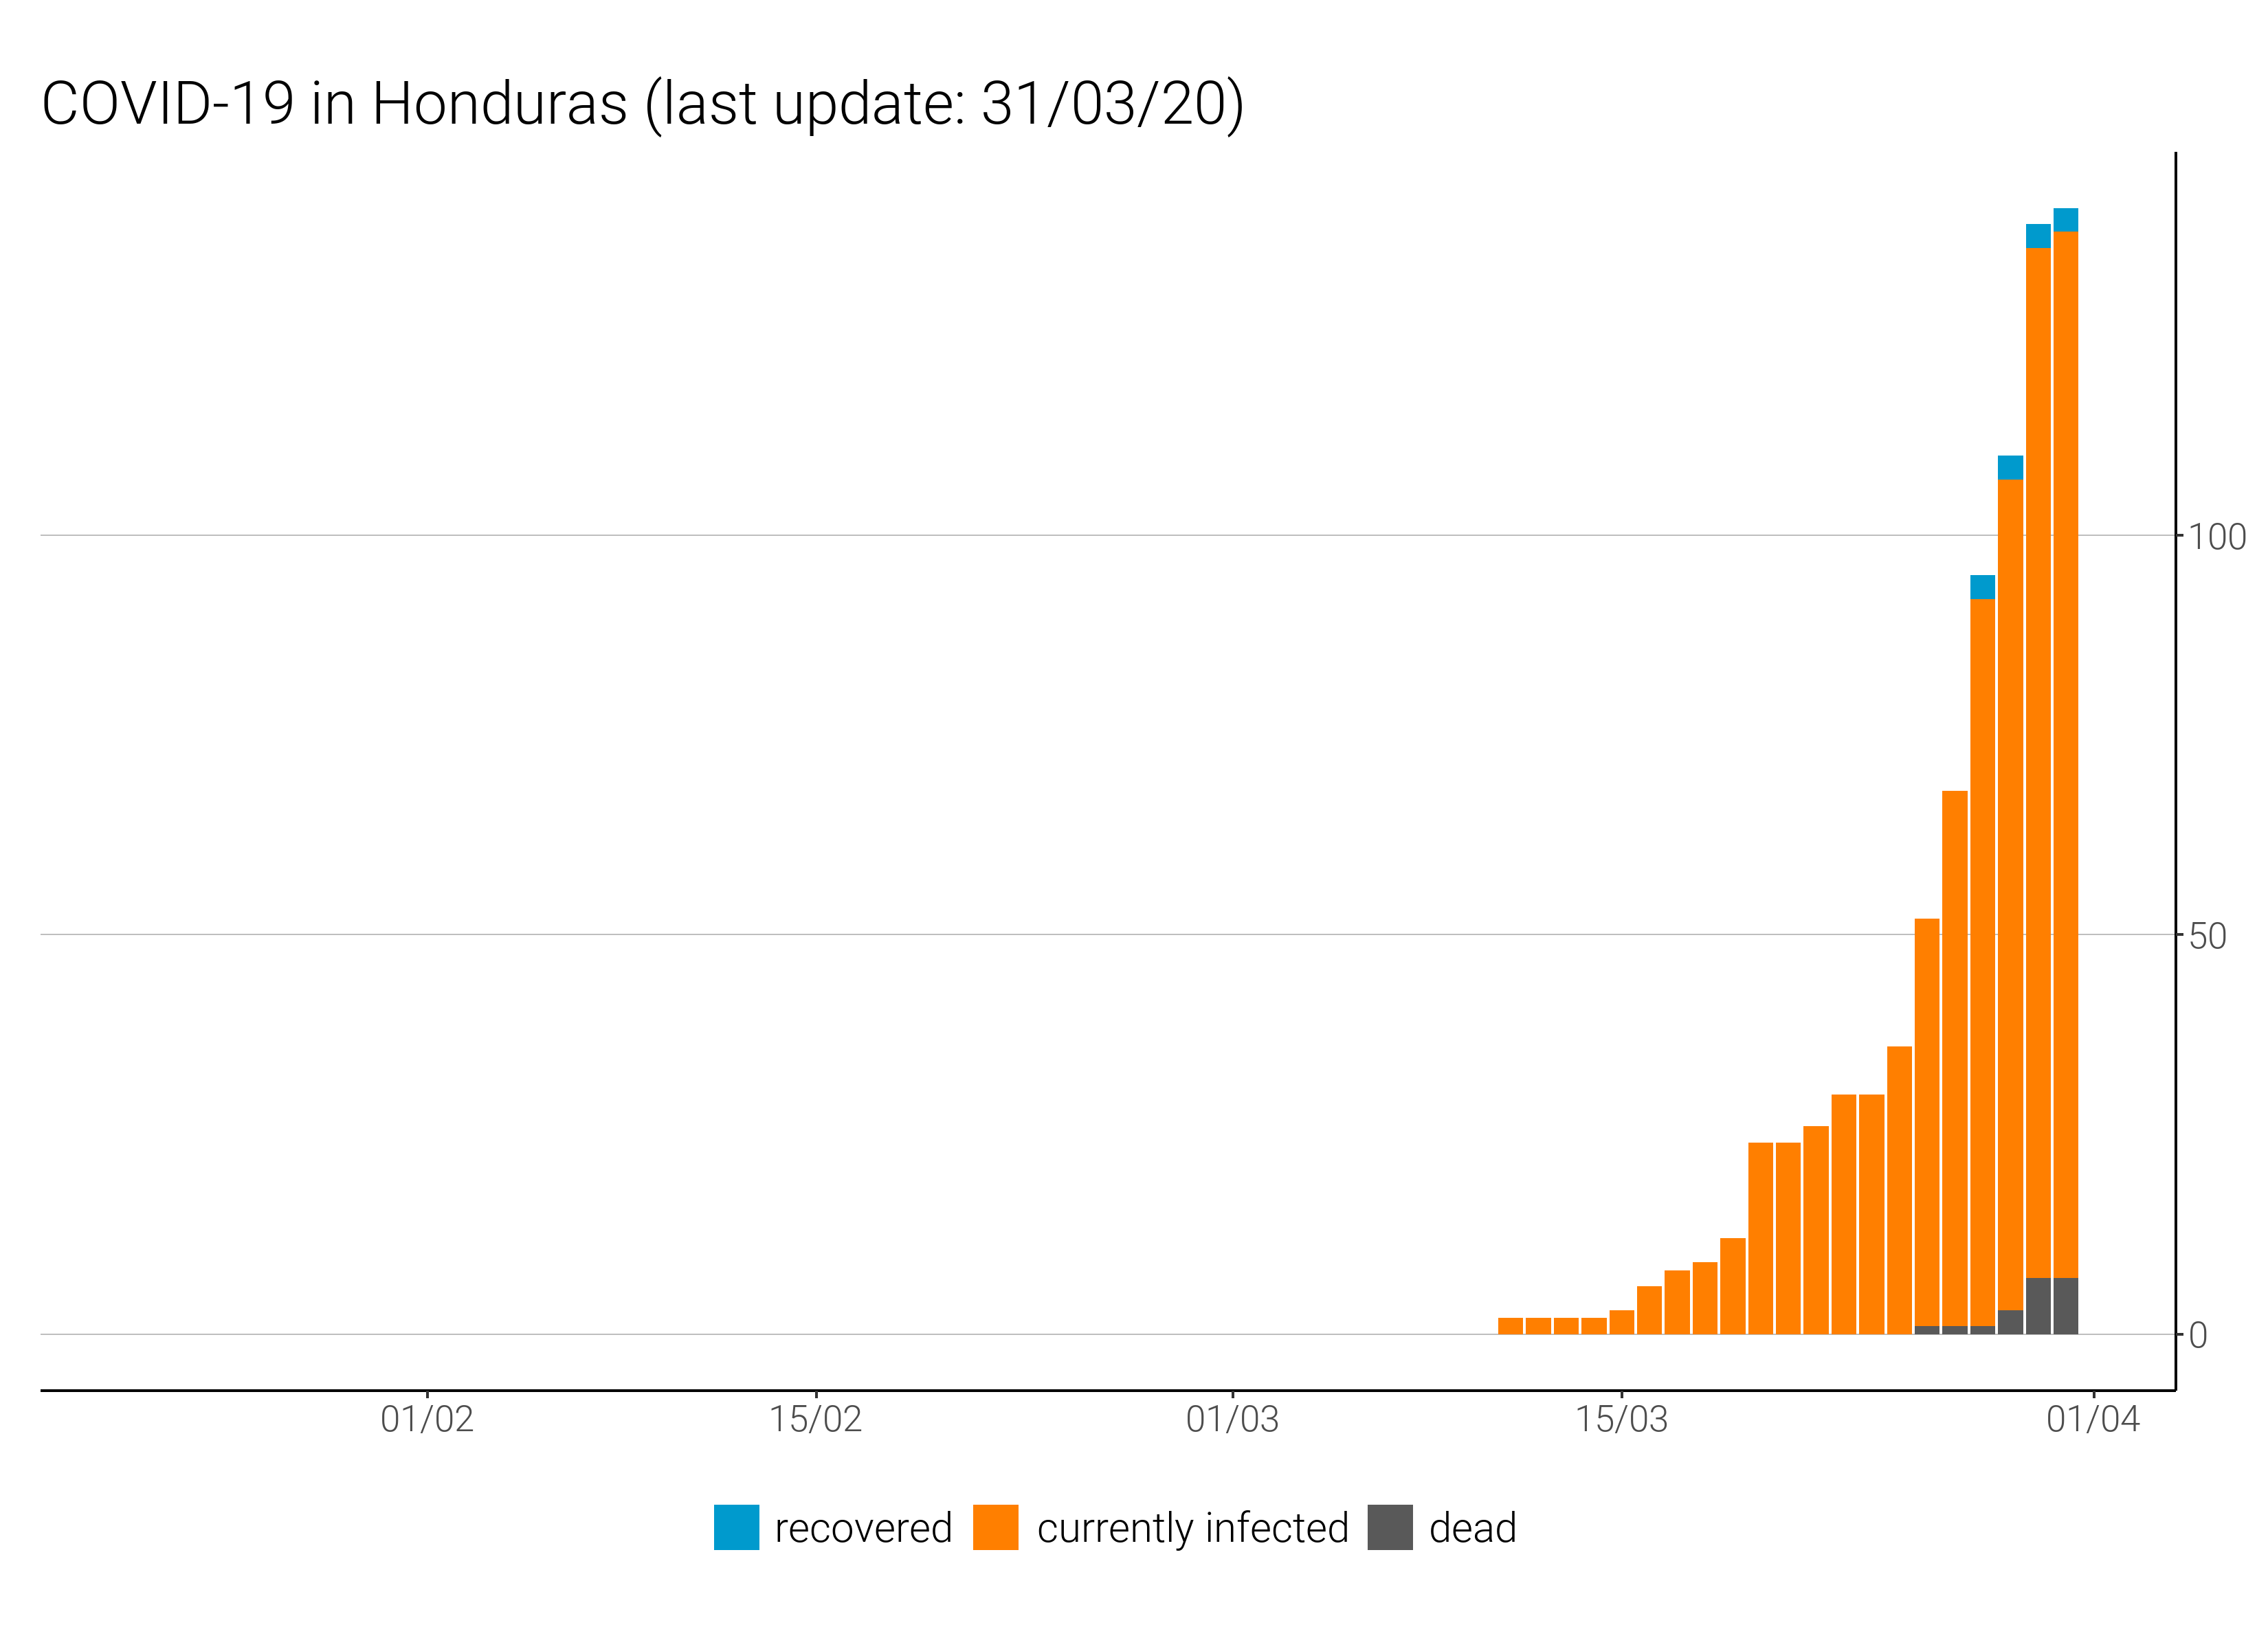 COVID-19 in Honduras (last update: 31/03/20)
100
50
0
01/02 15/02 01/03 15/03 01/04
recovered currently infected dead